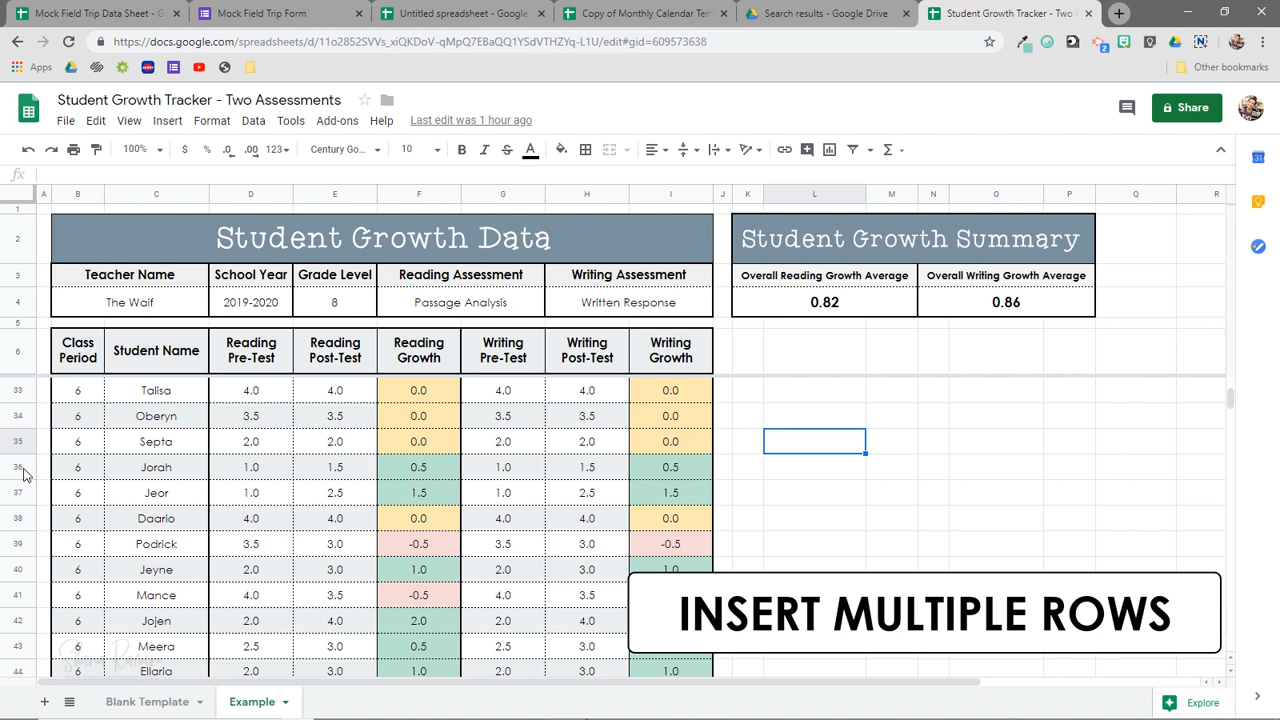 Mock Field Trip Data Sheet - G
Mock Field Trip Form
Untitled spreadsheet - Google
Copy of Monthly Calendar Tem
Search results - Google Drive
Student Growth Tracker - Two A
https://docs.google.com/spreadsheets/d/11o2852SVVs_xiQKDoV-qMpQ7EBaQQ1YSdVTHZYq-L1U/edit#gid=609573638
Apps
Other bookmarks
Student Growth Tracker - Two Assessments
Share
File Edit View Insert Format Data Tools Add-ons Help Last edit was 1 hour ago
100% $ % .0 .00 123 Century Go... 10 B I S A
fx
A B C D E F G H I J K L M N O P Q R
1
2 Student Growth Data Student Growth Summary
3 Teacher Name School Year Grade Level Reading Assessment Writing Assessment Overall Reading Growth Average Overall Writing Growth Average
4 The Waif 2019-2020 8 Passage Analysis Written Response 0.82 0.86
5
6 Class Period Student Name Reading Pre-Test Reading Post-Test Reading Growth Writing Pre-Test Writing Post-Test Writing Growth
33 6 Talisa 4.0 4.0 0.0 4.0 4.0 0.0
34 6 Oberyn 3.5 3.5 0.0 3.5 3.5 0.0
35 6 Septa 2.0 2.0 0.0 2.0 2.0 0.0
36 6 Jorah 1.0 1.5 0.5 1.0 1.5 0.5
37 6 Jeor 1.0 2.5 1.5 1.0 2.5 1.5
38 6 Daario 4.0 4.0 0.0 4.0 4.0 0.0
39 6 Podrick 3.5 3.0 -0.5 3.5 3.0 -0.5
40 6 Jeyne 2.0 3.0 1.0 2.0 3.0 1.0
41 6 Mance 4.0 3.5 -0.5 4.0 3.5
42 6 Jojen 2.0 4.0 2.0 2.0 4.0
43 6 Meera 2.5 3.0 0.5 2.5 3.0
44 6 Ellaria 2.0 3.0 1.0 2.0 3.0 1.0
INSERT MULTIPLE ROWS
Blank Template
Example
Explore